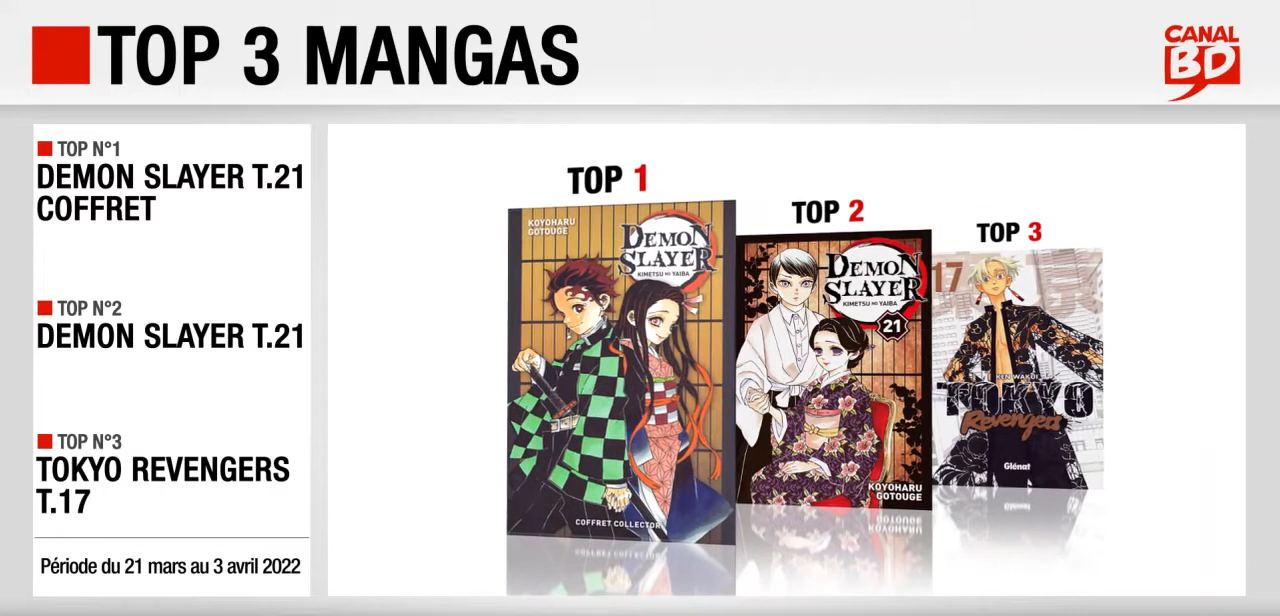 TOP 3 MANGAS
CANAL
BD
TOP N°1
DEMON SLAYER T.21
COFFRET
TOP N°2
DEMON SLAYER T.21
TOP N°3
TOKYO REVENGERS
T.17
Période du 21 mars au 3 avril 2022
TOP 1
KOYOHARU
GOTOUGE
DEMON
SLAYER
KIMETSU NO YAIBA
COFFRET COLLECTOR
TOP 2
DEMON
SLAYER
KIMETSU NO YAIBA
21
KOYOHARU
GOTOUGE
TOP 3
17
KEN WAKUI
TOKYO
Revengers
Glénat